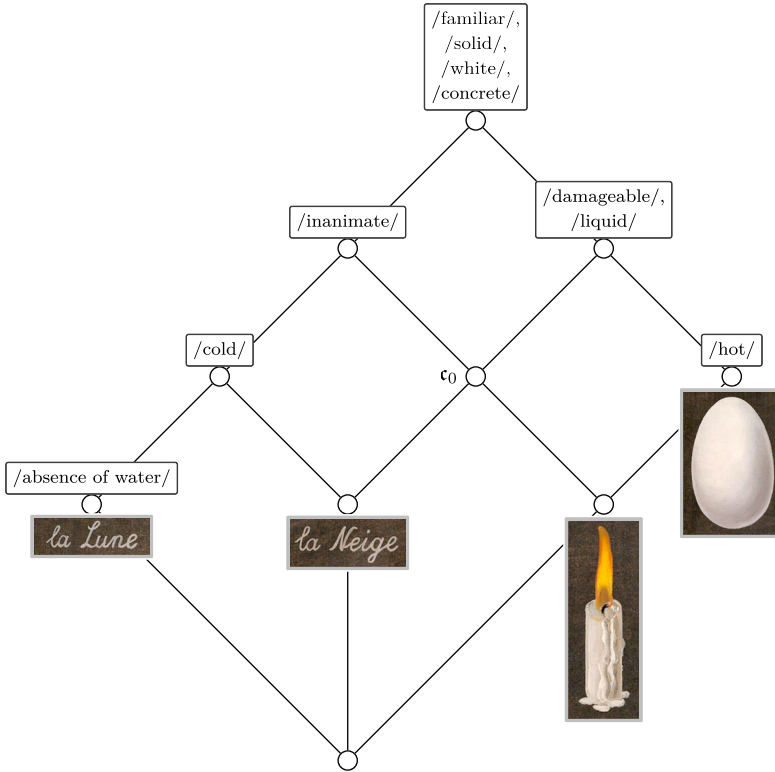 /familiar/,
/solid/,
/white/,
/concrete/
/inanimate/
/damageable/,
/liquid/
/cold/
𝔠₀
/hot/
/absence of water/
la Lune
la Neige